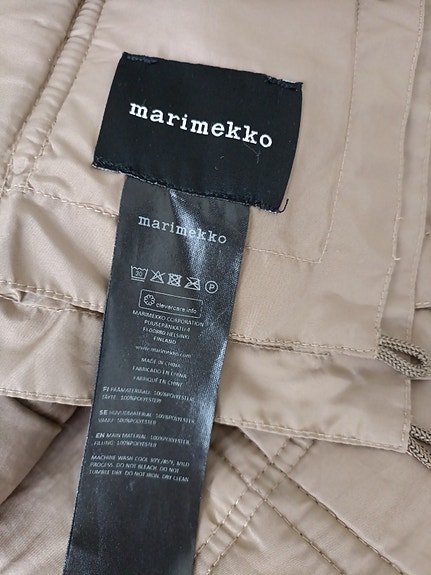 marimekko
marimekko
30 P
clevercare.info
MARIMEKKO CORPORATION
PUUSEPÄNKATU 4
FI-00880 HELSINKI
FINLAND
www.marimekko.com
MADE IN CHINA
FABRICADO EN CHINA
FABRIQUÉ EN CHINE
FI PÄÄMATERIAALI: 100%POLYESTERI
TÄYTE: 100%POLYESTERI
SE HUVUDMATERIAL: 100%POLYESTER
VADD: 100%POLYESTER
EN MAIN MATERIAL: 100%POLYESTER
FILLING: 100%POLYESTER
MACHINE WASH COOL 30°C/85°F, MILD
PROCESS. DO NOT BLEACH. DO NOT
TUMBLE DRY. DO NOT IRON. DRY CLEAN